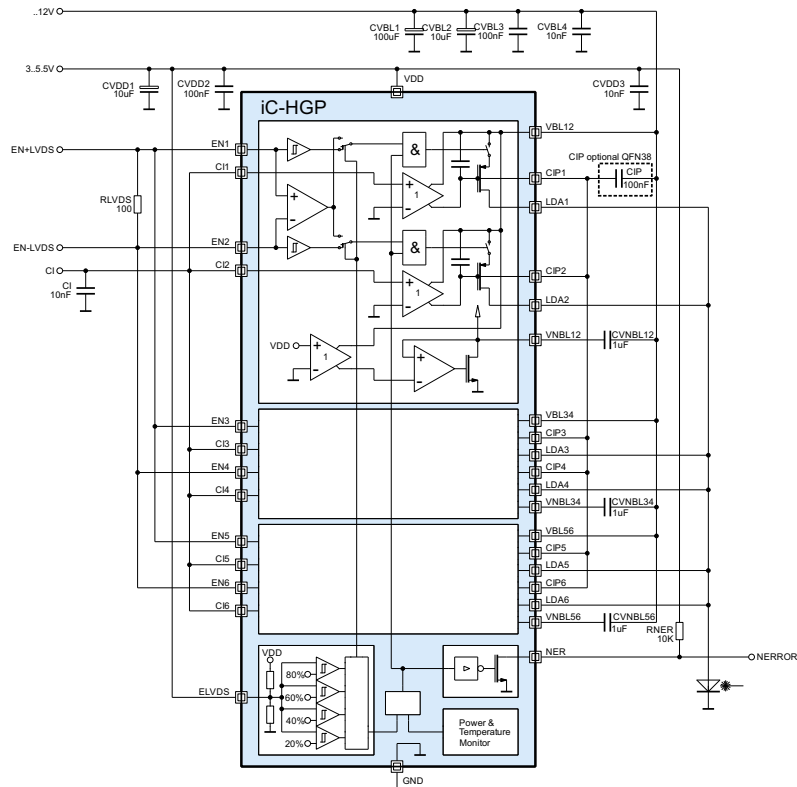 ..12V
CVBL1
100uF
CVBL2
10uF
CVBL3
100nF
CVBL4
10nF
3..5.5V
CVDD1
10uF
CVDD2
100nF
VDD
CVDD3
10nF
iC-HGP
EN+LVDS
EN1
CI1
RLVDS
100
EN-LVDS
EN2
CI
CI2
CI
10nF
&
1
&
1
VDD
1
VBL12
CIP optional QFN38
CIP
100nF
CIP1
LDA1
CIP2
LDA2
VNBL12
CVNBL12
1uF
EN3
CI3
EN4
CI4
VBL34
CIP3
LDA3
CIP4
LDA4
VNBL34
CVNBL34
1uF
EN5
CI5
EN6
CI6
VBL56
CIP5
LDA5
CIP6
LDA6
VNBL56
CVNBL56
1uF
RNER
10K
NER
NERROR
VDD
ELVDS
80%
60%
40%
20%
Power &
Temperature
Monitor
GND